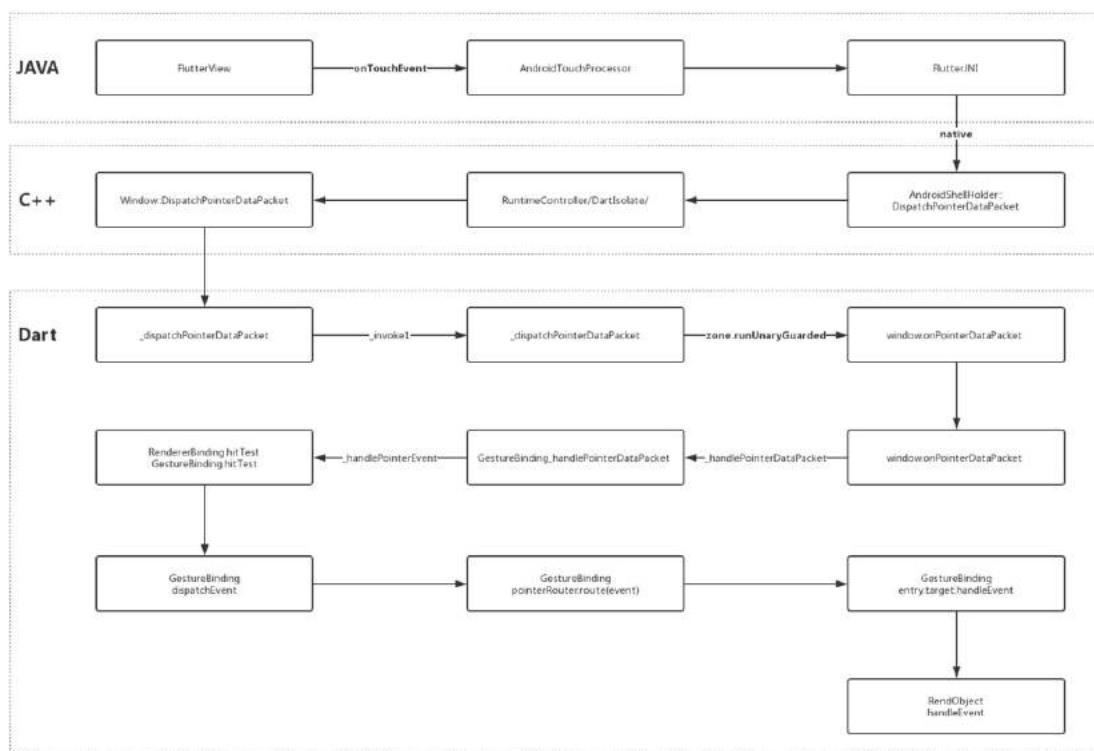 JAVA
FlutterView
onTouchEvent
AndroidTouchProcessor
FlutterJNI
native
C++
Window::DispatchPointerDataPacket
RuntimeController/DartIsolate/
AndroidShellHolder::
DispatchPointerDataPacket
Dart
_dispatchPointerDataPacket
_invoke1
_dispatchPointerDataPacket
zone.runUnaryGuarded
window.onPointerDataPacket
RendererBinding.hitTest
GestureBinding.hitTest
_handlePointerEvent
GestureBinding._handlePointerDataPacket
_handlePointerDataPacket
window.onPointerDataPacket
GestureBinding
dispatchEvent
GestureBinding
pointerRouter.route(event)
GestureBinding
entry.target.handleEvent
RendObject
handleEvent